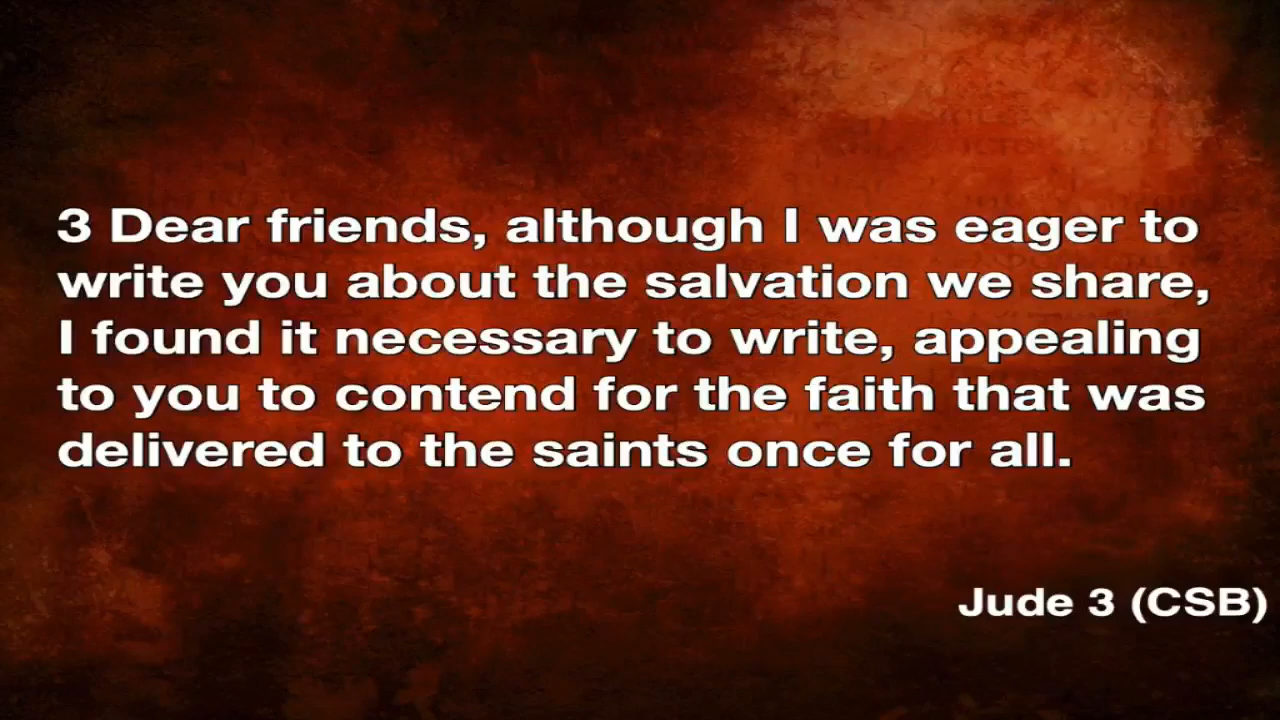 3 Dear friends, although I was eager to
write you about the salvation we share,
I found it necessary to write, appealing
to you to contend for the faith that was
delivered to the saints once for all.
Jude 3 (CSB)